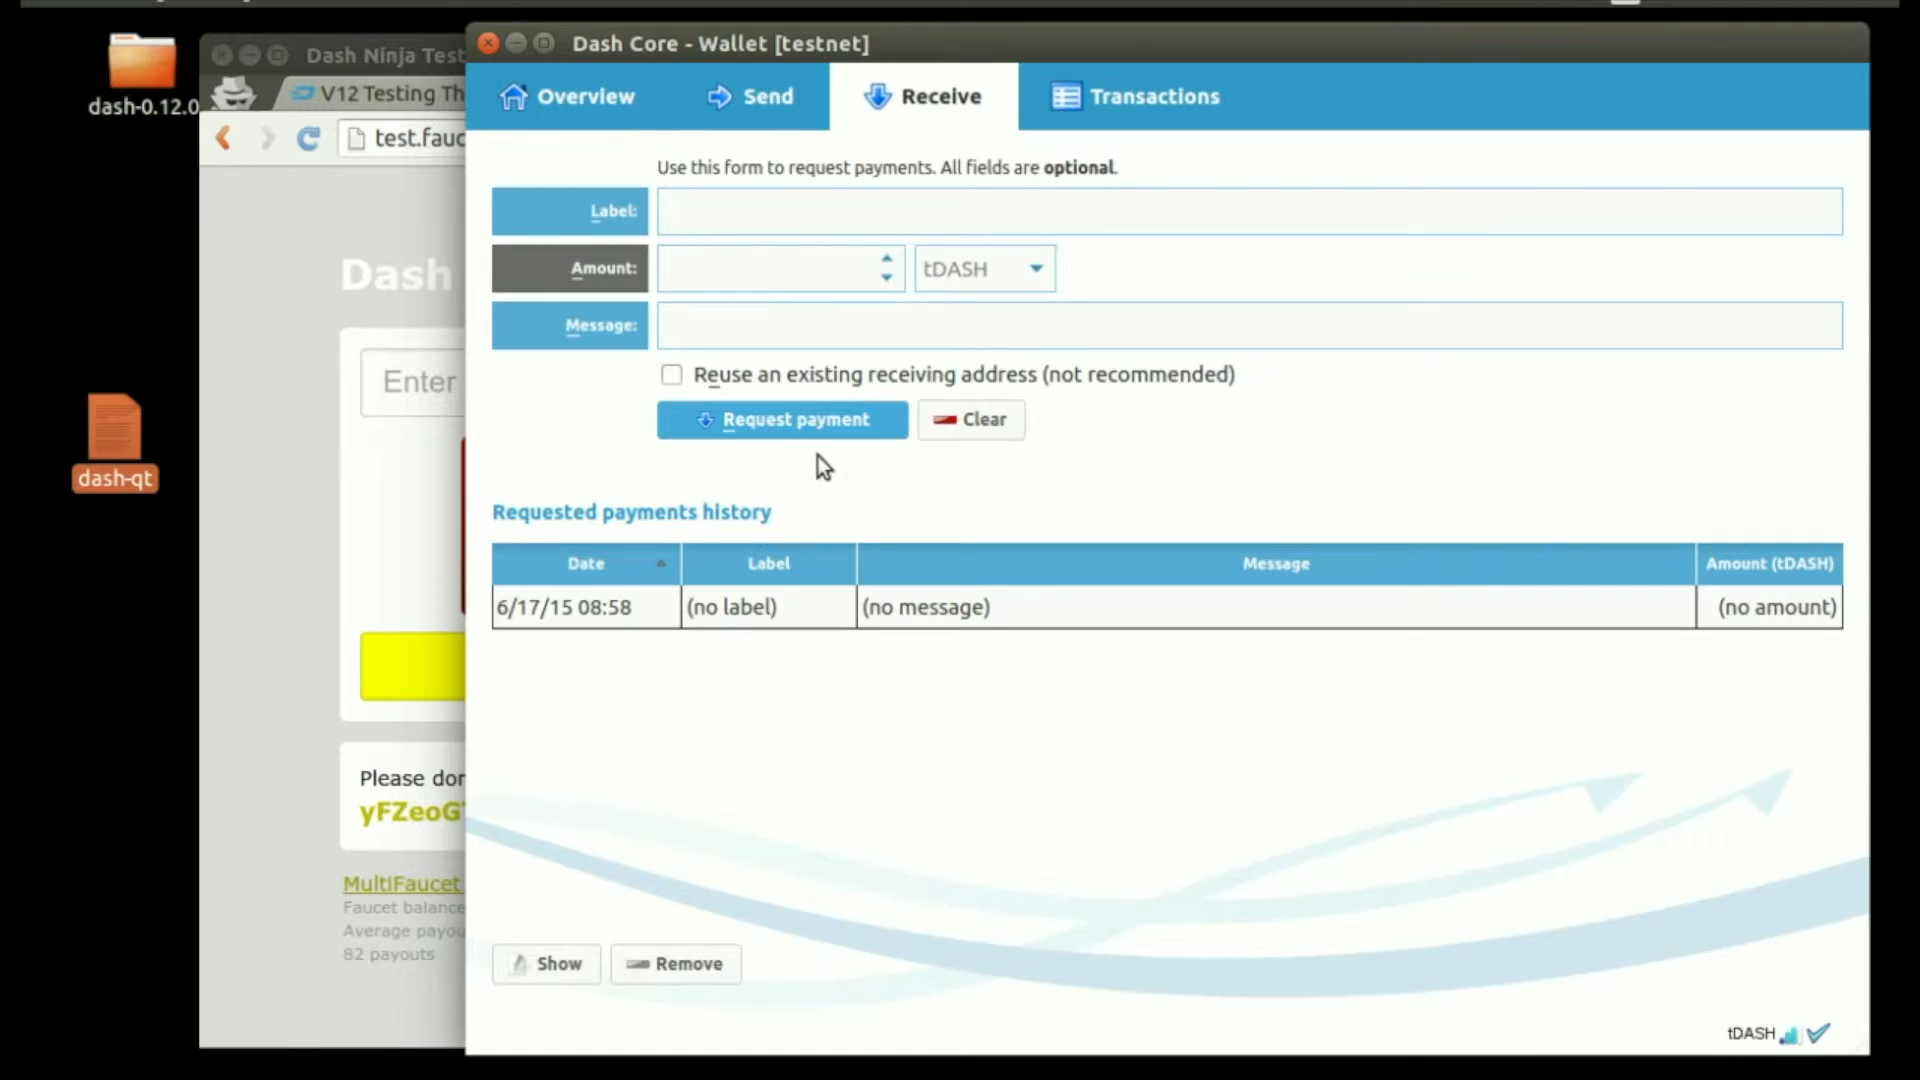 dash-0.12.0
dash-qt
Dash Ninja Test
V12 Testing Th
test.fauc
Dash
Enter
Please don
yFZeoG
MultiFaucet
Faucet balance
Average payou
82 payouts
Dash Core - Wallet [testnet]
Overview
Send
Receive
Transactions
Use this form to request payments. All fields are optional.
Label:
Amount:
tDASH
Message:
Reuse an existing receiving address (not recommended)
Request payment
Clear
Requested payments history
Date
Label
Message
Amount (tDASH)
6/17/15 08:58
(no label)
(no message)
(no amount)
Show
Remove
tDASH